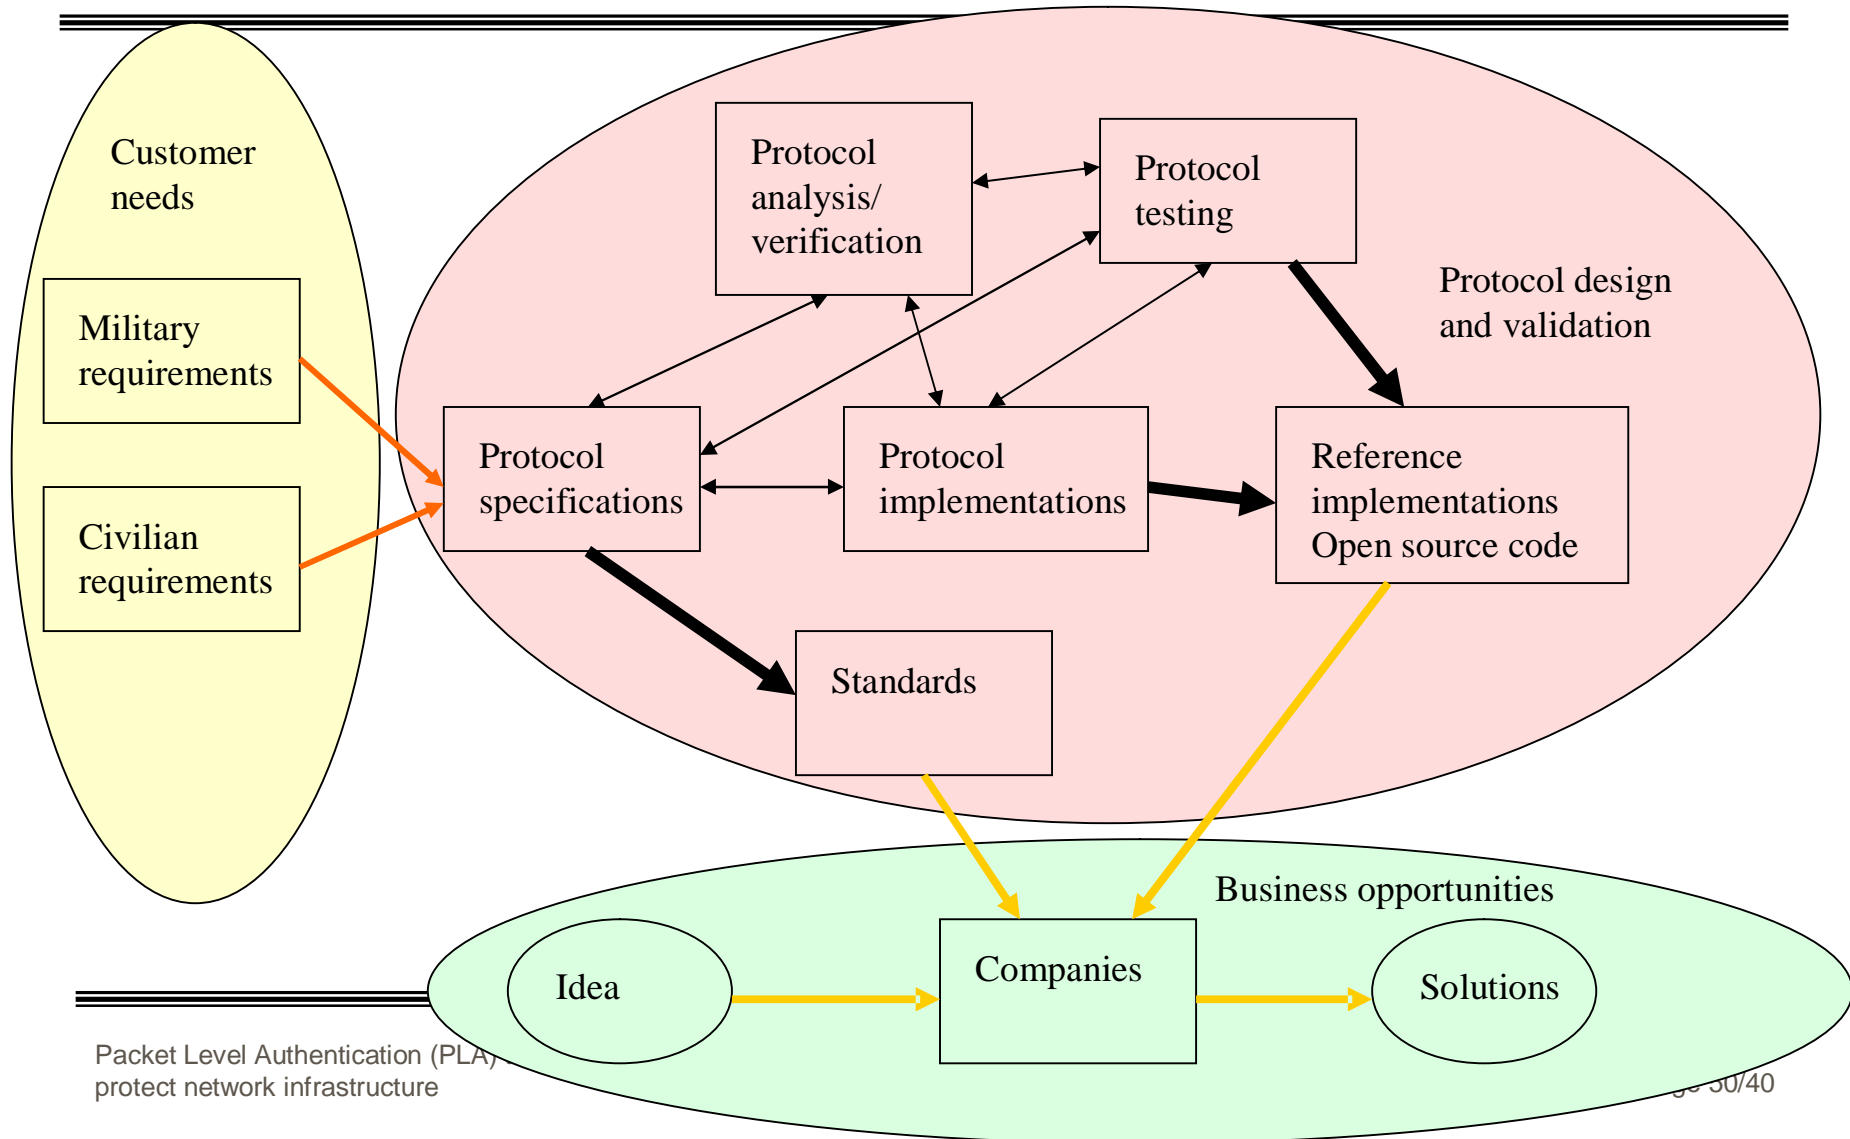 Customer
needs
Military
requirements
Civilian
requirements
Protocol
analysis/
verification
Protocol
testing
Protocol design
and validation
Protocol
specifications
Protocol
implementations
Reference
implementations
Open source code
Standards
Business opportunities
Idea
Companies
Solutions
Packet Level Authentication (PLA)
protect network infrastructure
/40